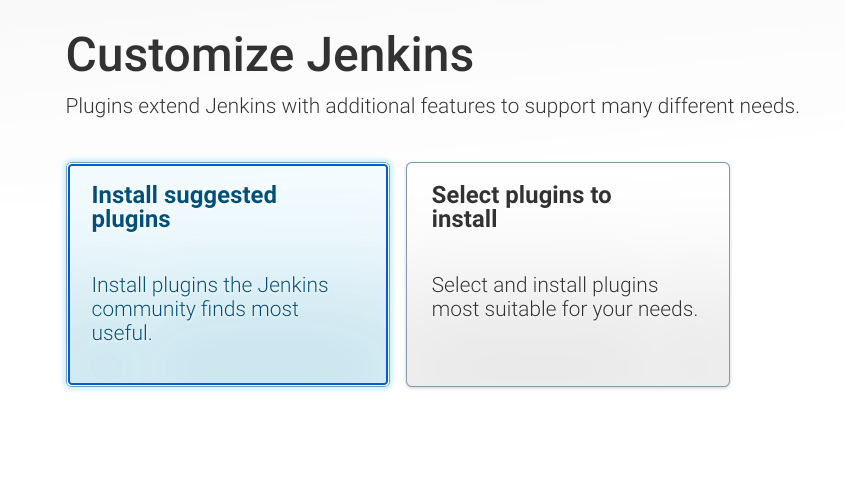 Customize Jenkins
Plugins extend Jenkins with additional features to support many different needs.
Install suggested
plugins
Install plugins the Jenkins
community finds most
useful.
Select plugins to
install
Select and install plugins
most suitable for your needs.